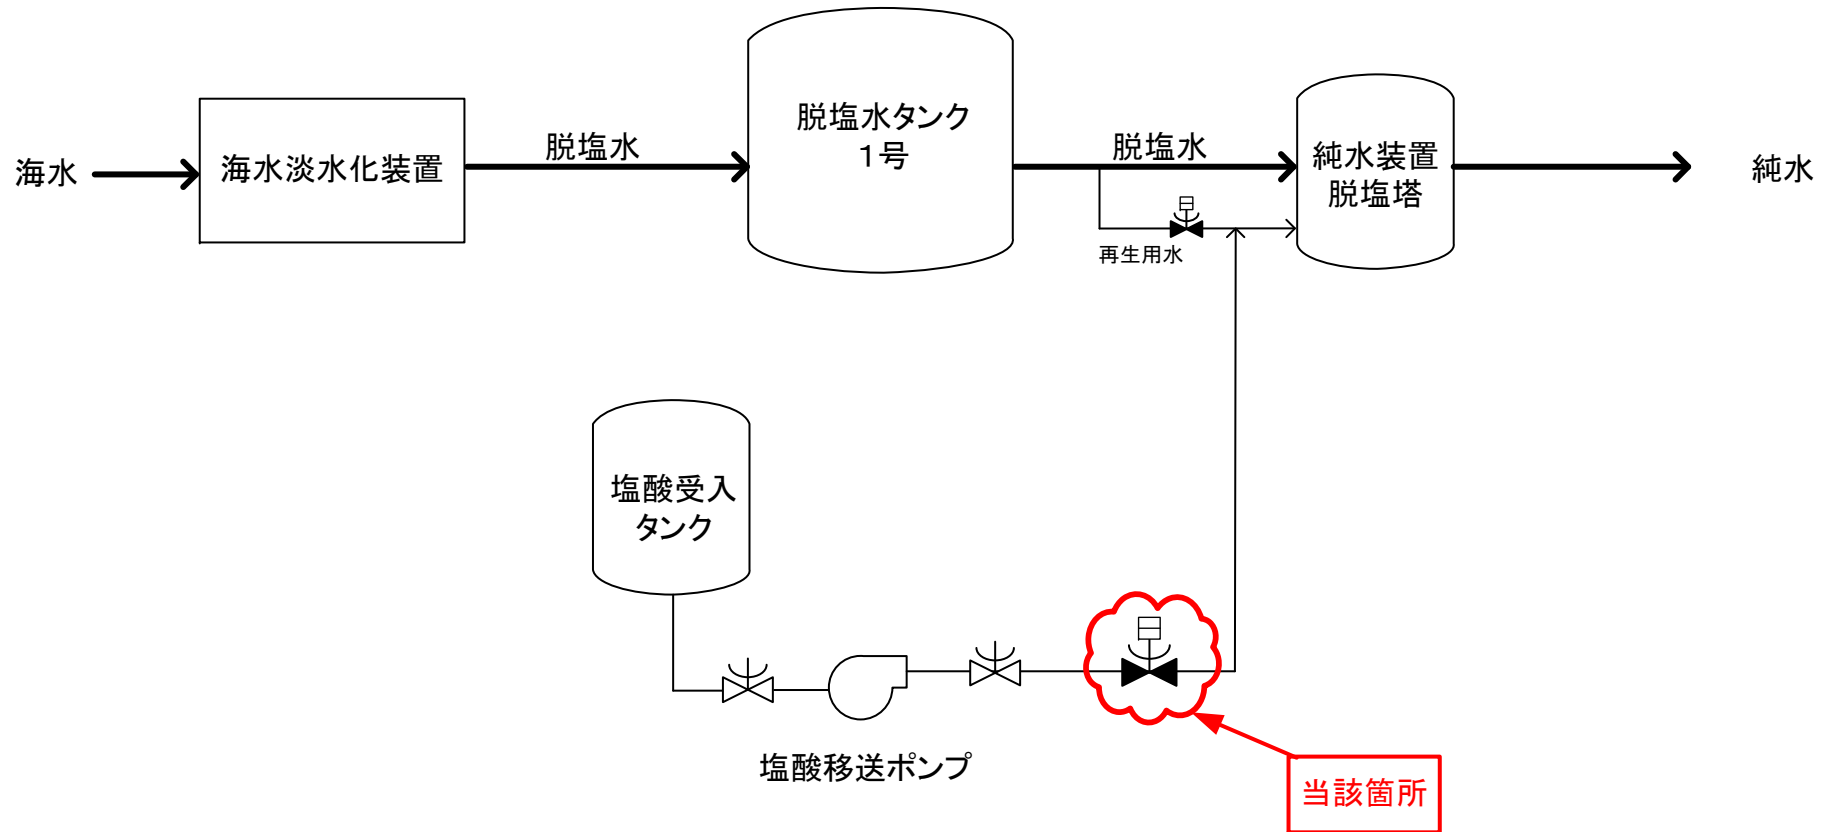 海水
海水淡水化装置
脱塩水
脱塩水タンク
1号
脱塩水
純水装置
脱塩塔
純水
再生用水
塩酸受入
タンク
塩酸移送ポンプ
当該箇所